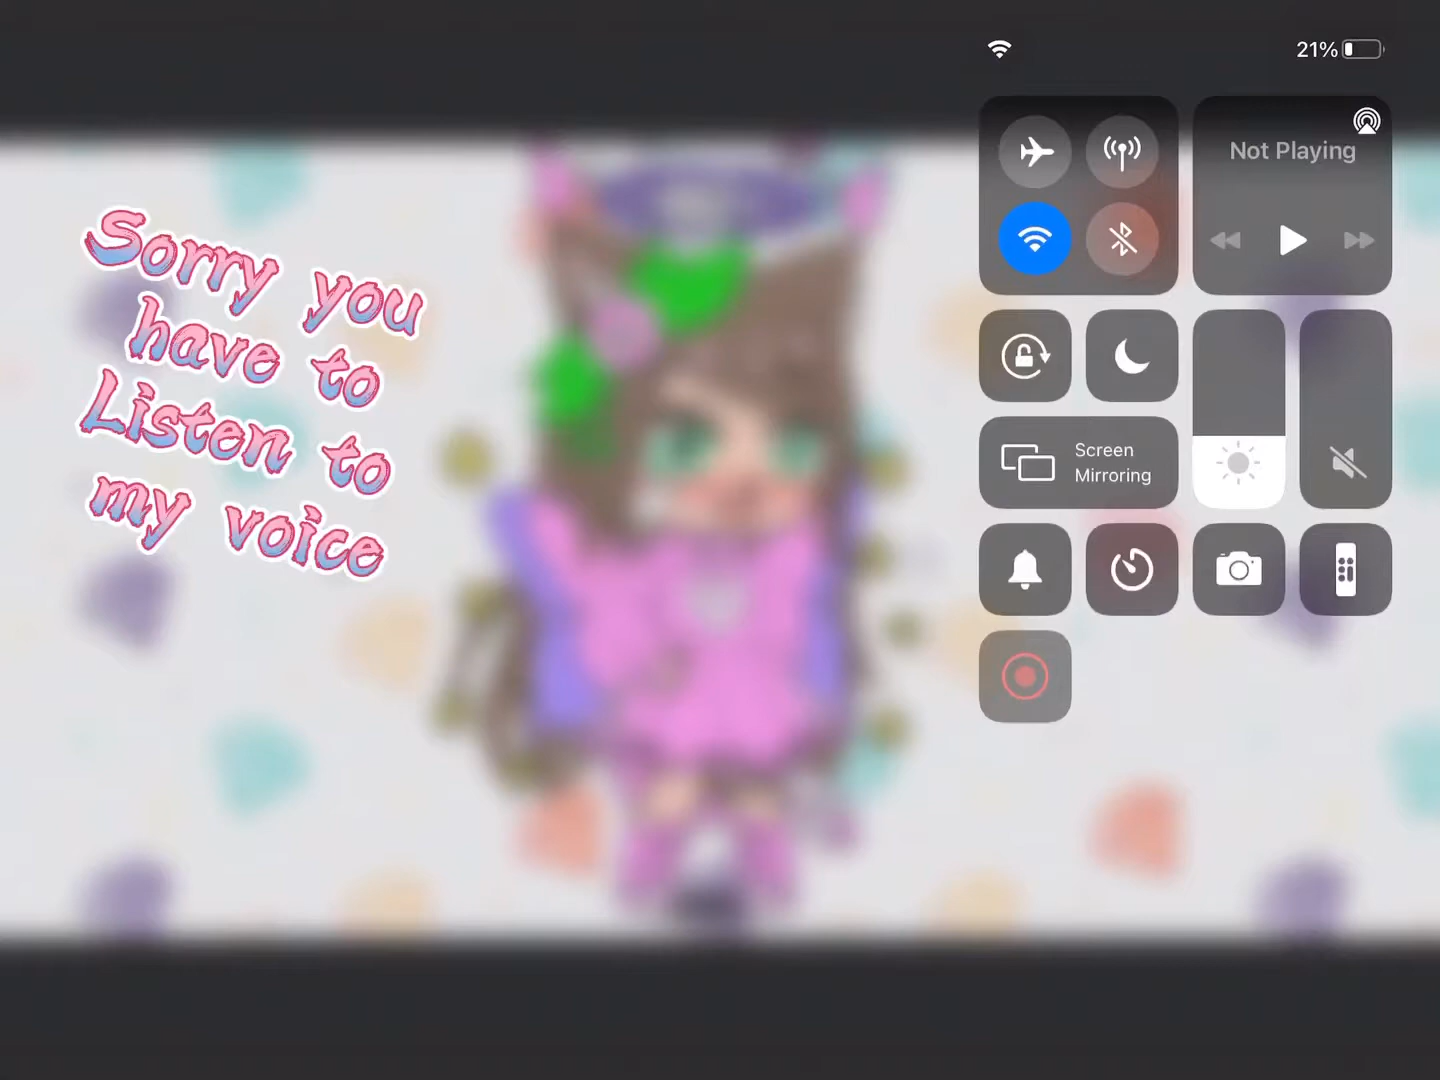 21%
Not Playing
Sorry you
have to
Listen to
my voice
Screen
Mirroring